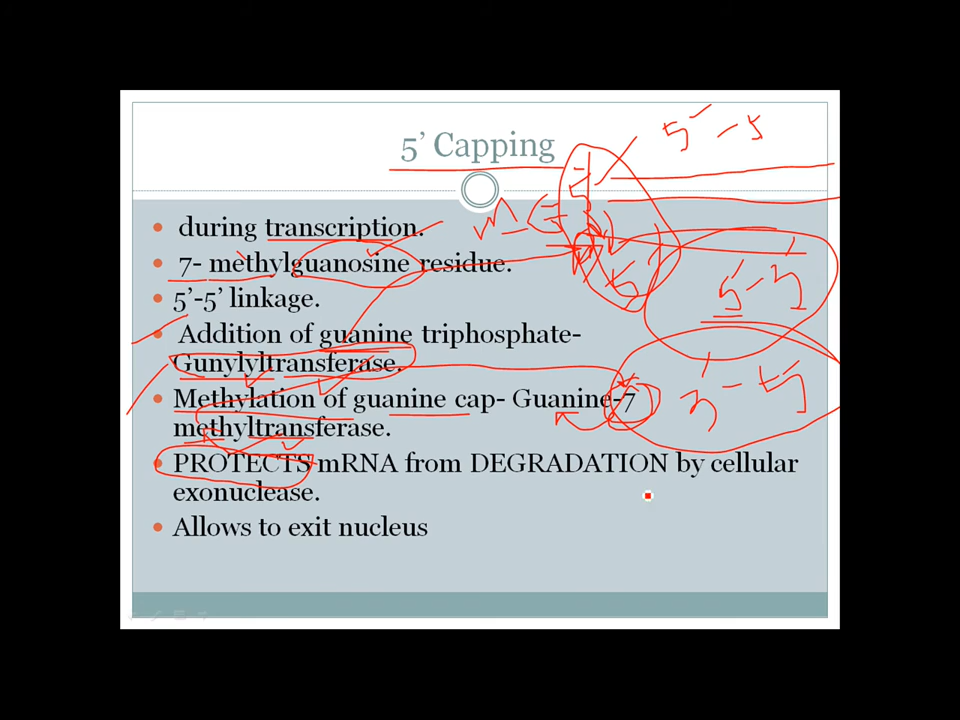 5' - 5
5' Capping
during transcription.
7- methylguanosine residue.
5'-5' linkage.
5' - 3'
Addition of guanine triphosphate-
Gunylyltransferase.
3' - 5
Methylation of guanine cap- Guanine-7
methyltransferase.
PROTECTS mRNA from DEGRADATION by cellular
exonuclease.
Allows to exit nucleus